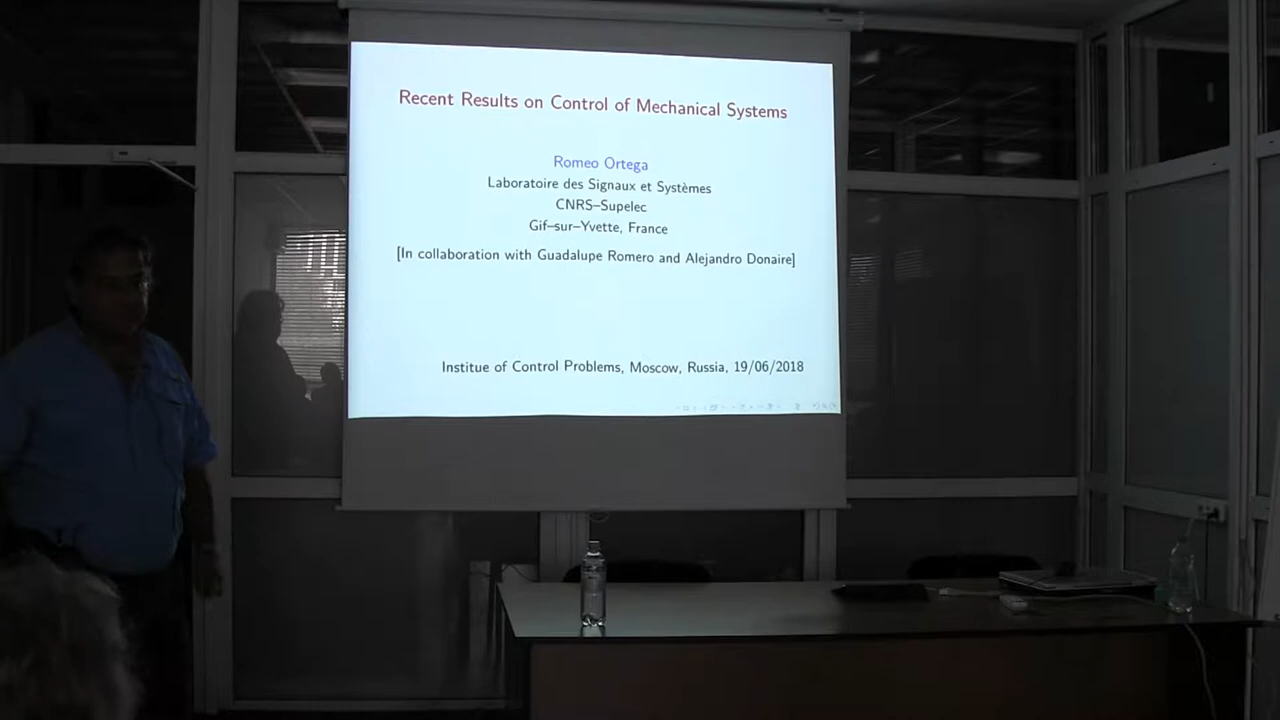 Recent Results on Control of Mechanical Systems
Romeo Ortega
Laboratoire des Signaux et Systèmes
CNRS–Supelec
Gif–sur–Yvette, France
[In collaboration with Guadalupe Romero and Alejandro Donaire]
Institue of Control Problems, Moscow, Russia, 19/06/2018